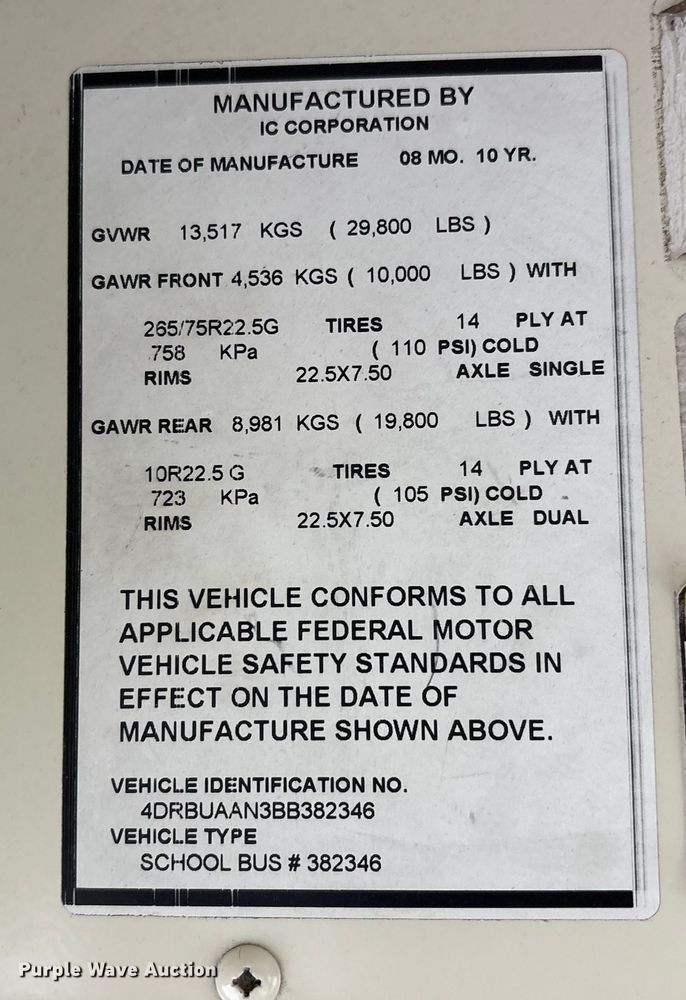 MANUFACTURED BY
IC CORPORATION
DATE OF MANUFACTURE 08 MO. 10 YR.
GVWR 13,517 KGS ( 29,800 LBS )
GAWR FRONT 4,536 KGS ( 10,000 LBS ) WITH
265/75R22.5G TIRES 14 PLY AT
758 KPa ( 110 PSI) COLD
RIMS 22.5X7.50 AXLE SINGLE
GAWR REAR 8,981 KGS ( 19,800 LBS ) WITH
10R22.5 G TIRES 14 PLY AT
723 KPa ( 105 PSI) COLD
RIMS 22.5X7.50 AXLE DUAL
THIS VEHICLE CONFORMS TO ALL
APPLICABLE FEDERAL MOTOR
VEHICLE SAFETY STANDARDS IN
EFFECT ON THE DATE OF
MANUFACTURE SHOWN ABOVE.
VEHICLE IDENTIFICATION NO.
4DRBUAAN3BB382346
VEHICLE TYPE
SCHOOL BUS # 382346
Purple Wave Auction